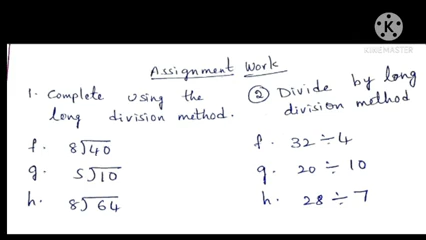 KINEMASTER
Assignment Work
1. Complete using the
long division method.
f. 8)40
g. 5)10
h. 8)64
② Divide by long
division method
f. 32 ÷ 4
g. 20 ÷ 10
h. 28 ÷ 7